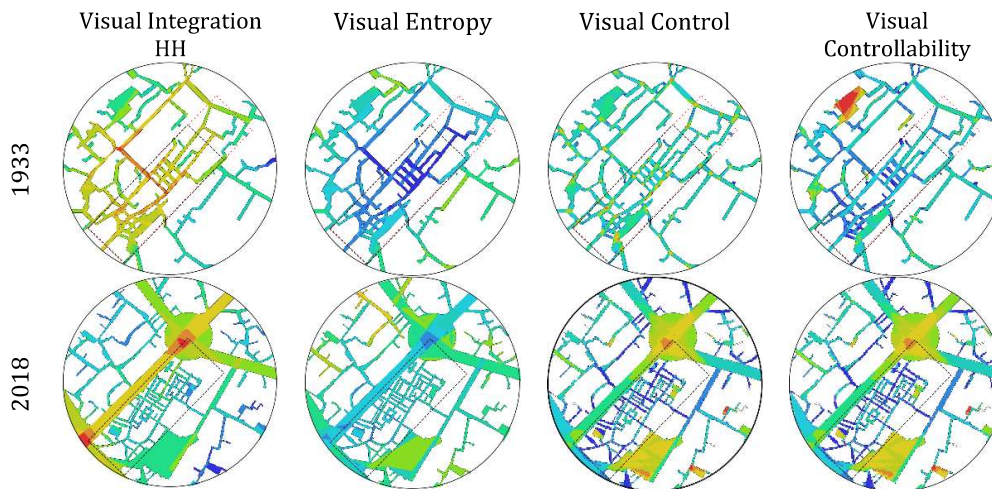 Visual Integration
HH
Visual Entropy
Visual Control
Visual
Controllability
1933
2018